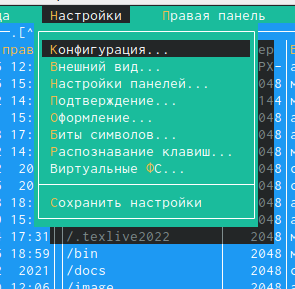 да Настройки Правая панель
.[^
прав
Конфигурация...
Внешний вид...
Настройки панелей...
Подтверждение...
Оформление...
Биты символов...
Распознавание клавиш...
Виртуальные ФС...
Сохранить настройки
17:31 /.texlive2022 2048
18:59 /bin 2048
2021 /docs 2048
12:06 /image 2048